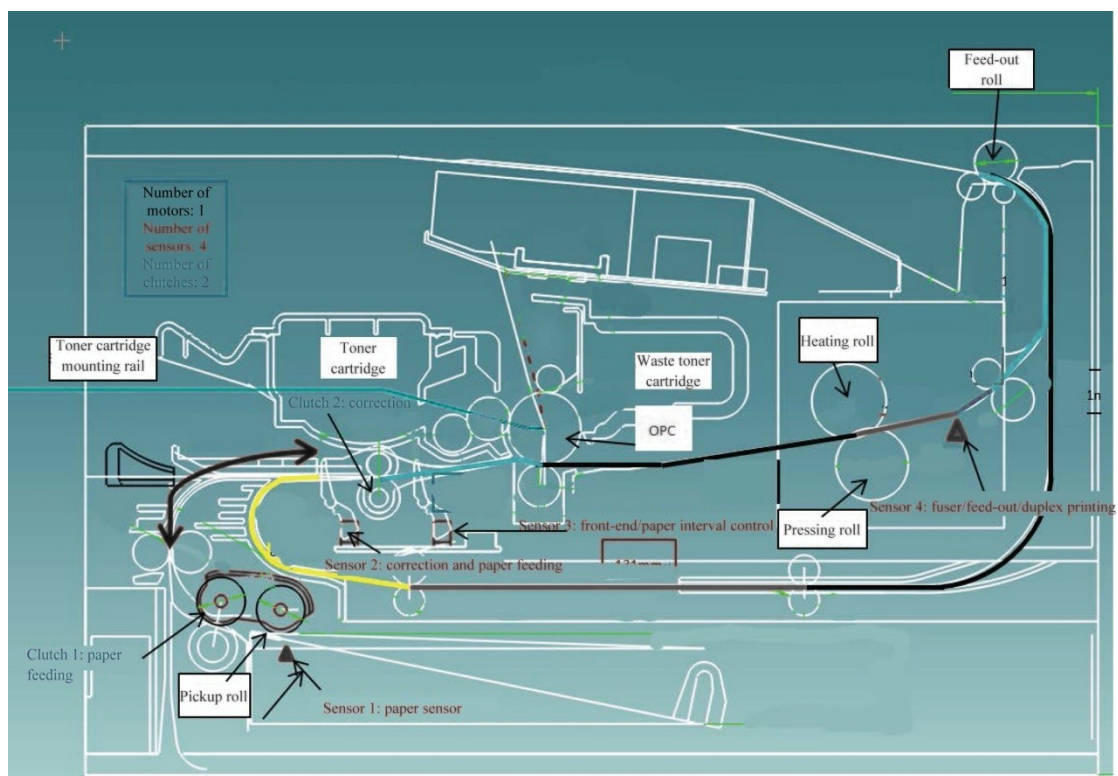 Feed-out
roll
Number of
motors: 1
Number of
sensors: 4
Number of
clutches: 2
Toner cartridge
mounting rail
Toner
cartridge
Waste toner
cartridge
Heating roll
Clutch 2: correction
OPC
1n
Sensor 4: fuser/feed-out/duplex printing
Sensor 3: front-end/paper interval control
Pressing roll
Sensor 2: correction and paper feeding
Clutch 1: paper
feeding
Pickup roll
Sensor 1: paper sensor